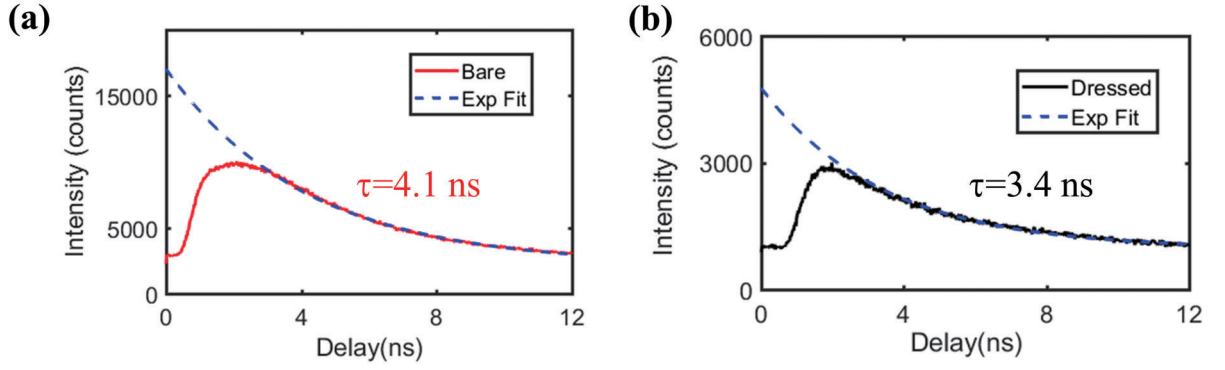 (a)
Intensity (counts)
15000
5000
0
Bare
Exp Fit
τ=4.1 ns
0 4 8 12
Delay(ns)
(b)
Intensity (counts)
6000
3000
0
Dressed
Exp Fit
τ=3.4 ns
0 4 8 12
Delay(ns)